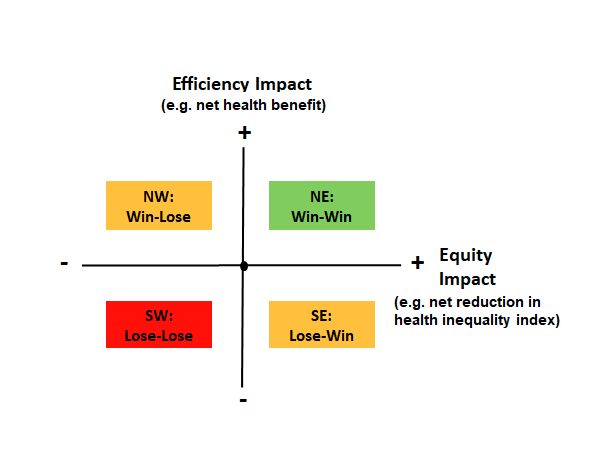 Efficiency Impact
(e.g. net health benefit)
+
NW:
Win-Lose
NE:
Win-Win
-
+
Equity
Impact
(e.g. net reduction in
health inequality index)
SW:
Lose-Lose
SE:
Lose-Win
-